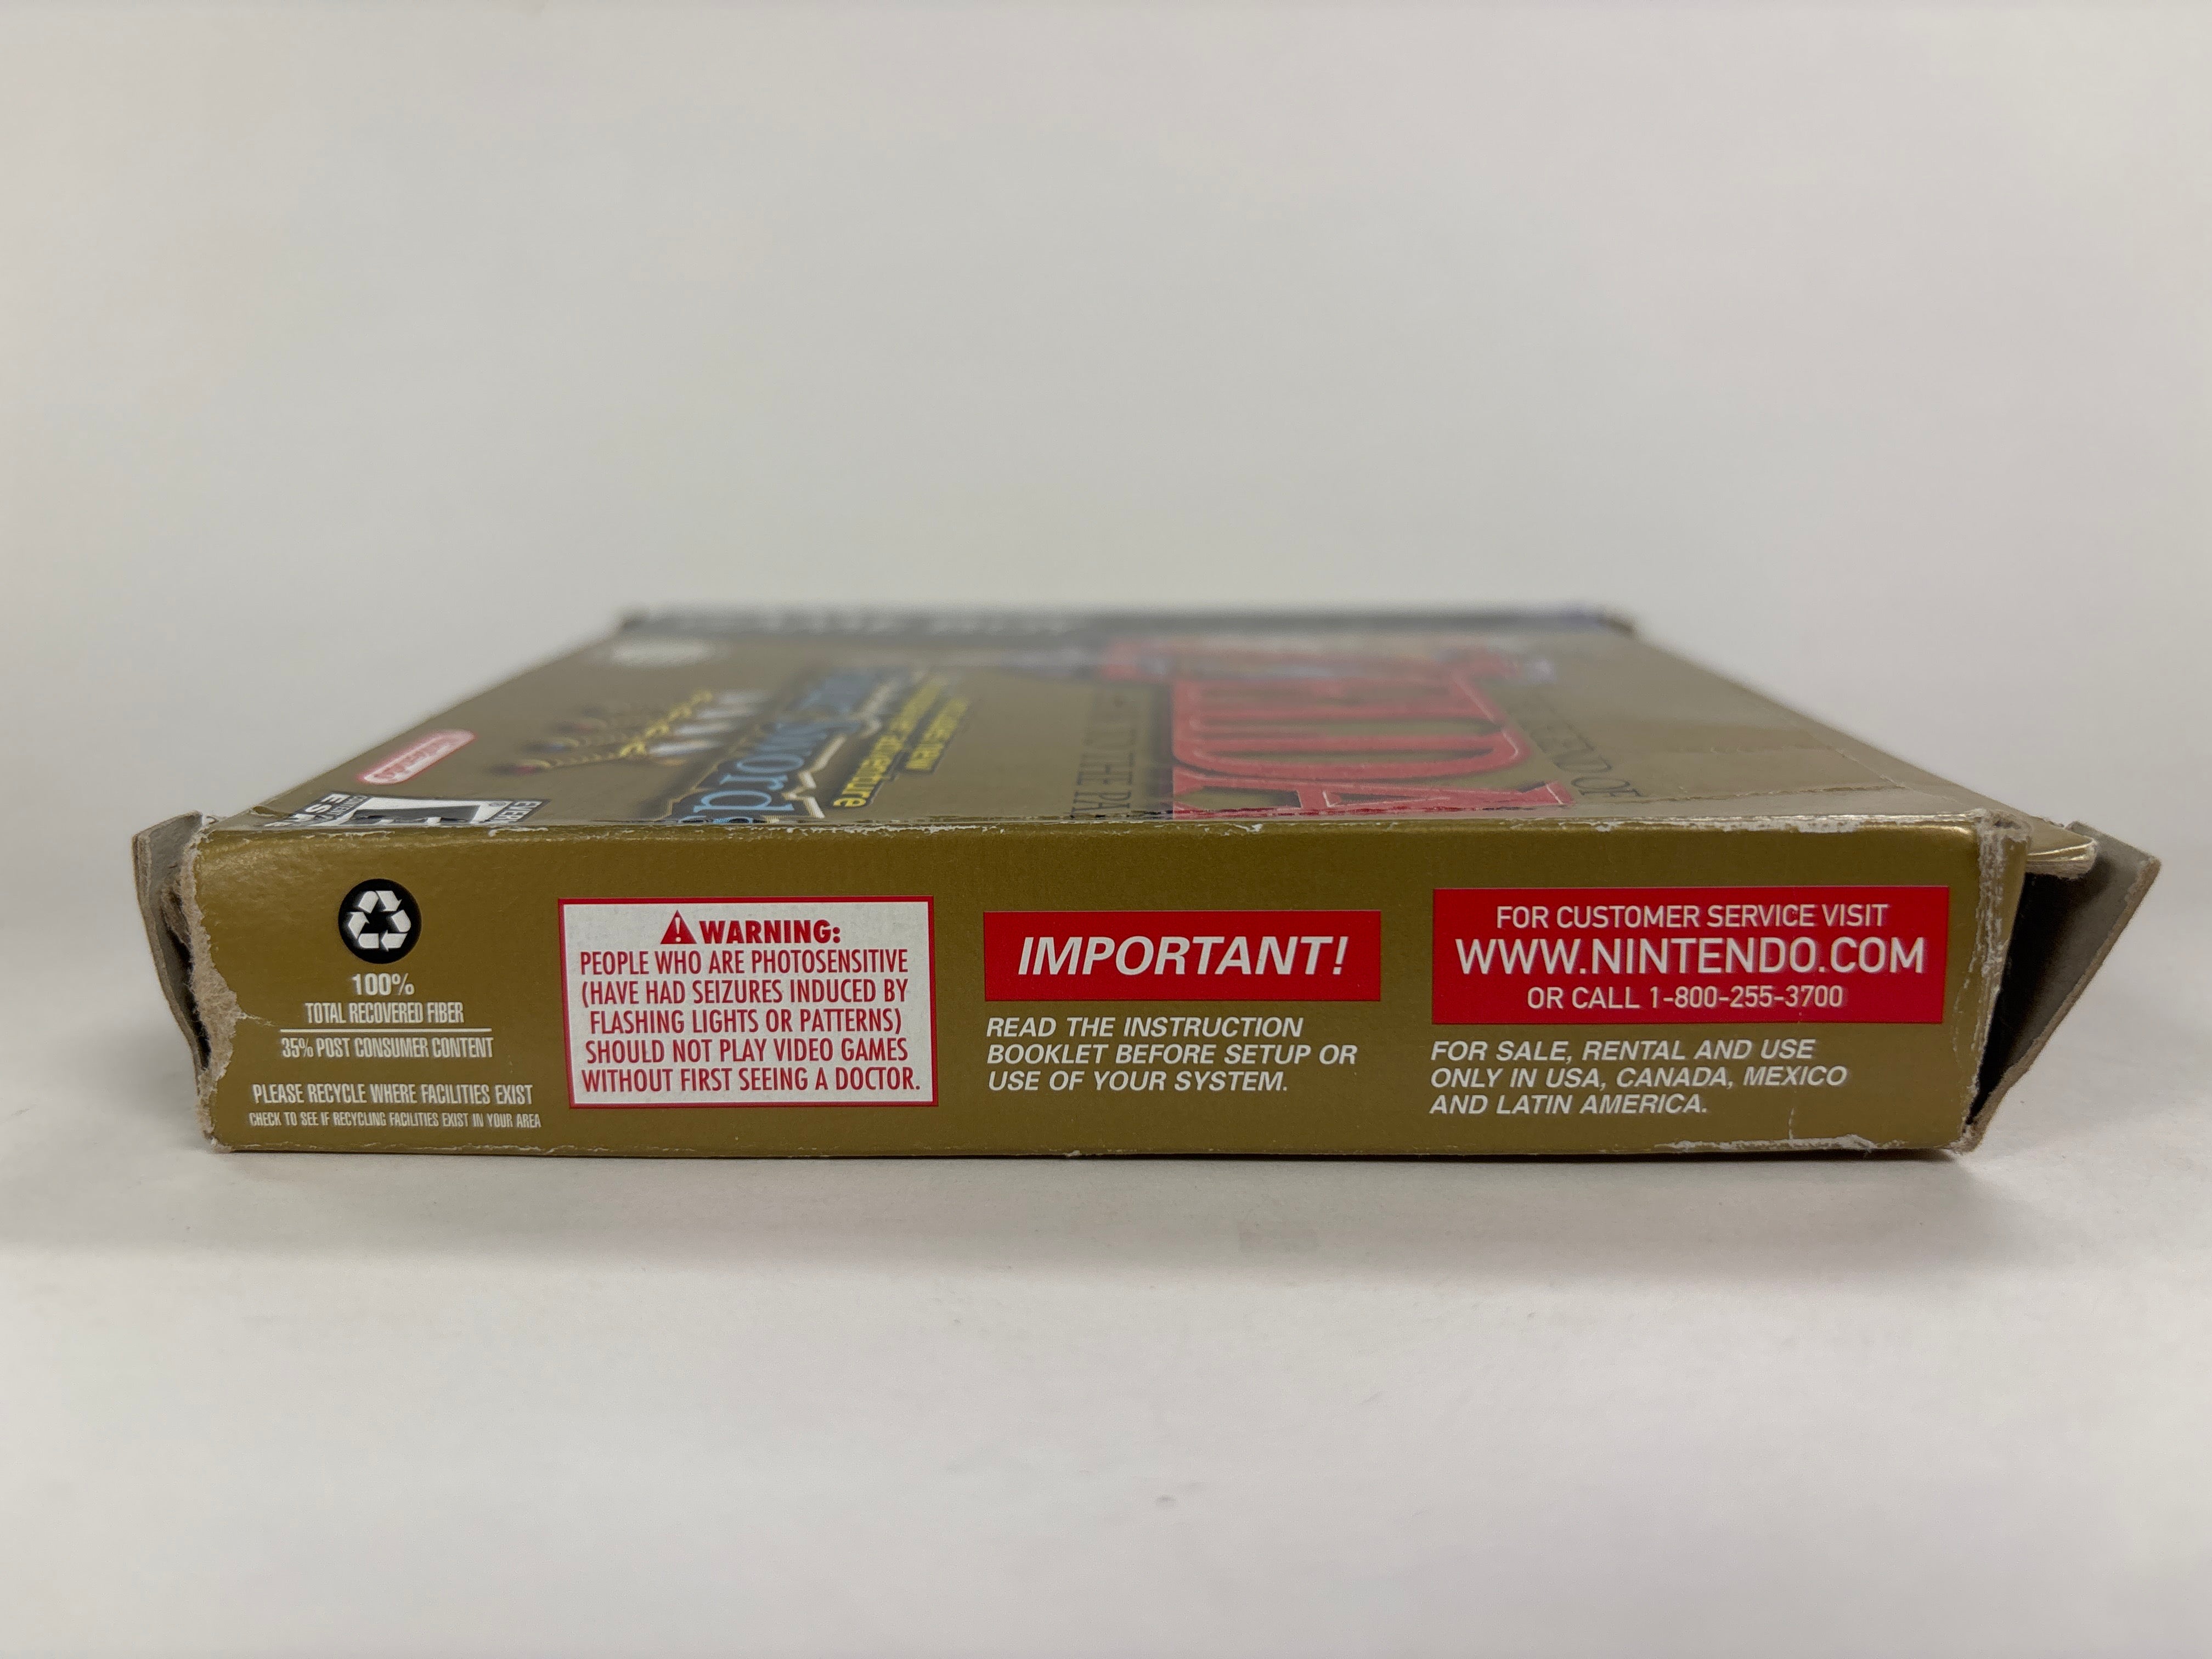 Nintendo
Sword
adventure
ZELDA
100%
TOTAL RECOVERED FIBER
35% POST CONSUMER CONTENT
PLEASE RECYCLE WHERE FACILITIES EXIST
CHECK TO SEE IF RECYCLING FACILITIES EXIST IN YOUR AREA
WARNING:
PEOPLE WHO ARE PHOTOSENSITIVE
(HAVE HAD SEIZURES INDUCED BY
FLASHING LIGHTS OR PATTERNS)
SHOULD NOT PLAY VIDEO GAMES
WITHOUT FIRST SEEING A DOCTOR.
IMPORTANT!
READ THE INSTRUCTION
BOOKLET BEFORE SETUP OR
USE OF YOUR SYSTEM.
FOR CUSTOMER SERVICE VISIT
WWW.NINTENDO.COM
OR CALL 1-800-255-3700
FOR SALE, RENTAL AND USE
ONLY IN USA, CANADA, MEXICO
AND LATIN AMERICA.